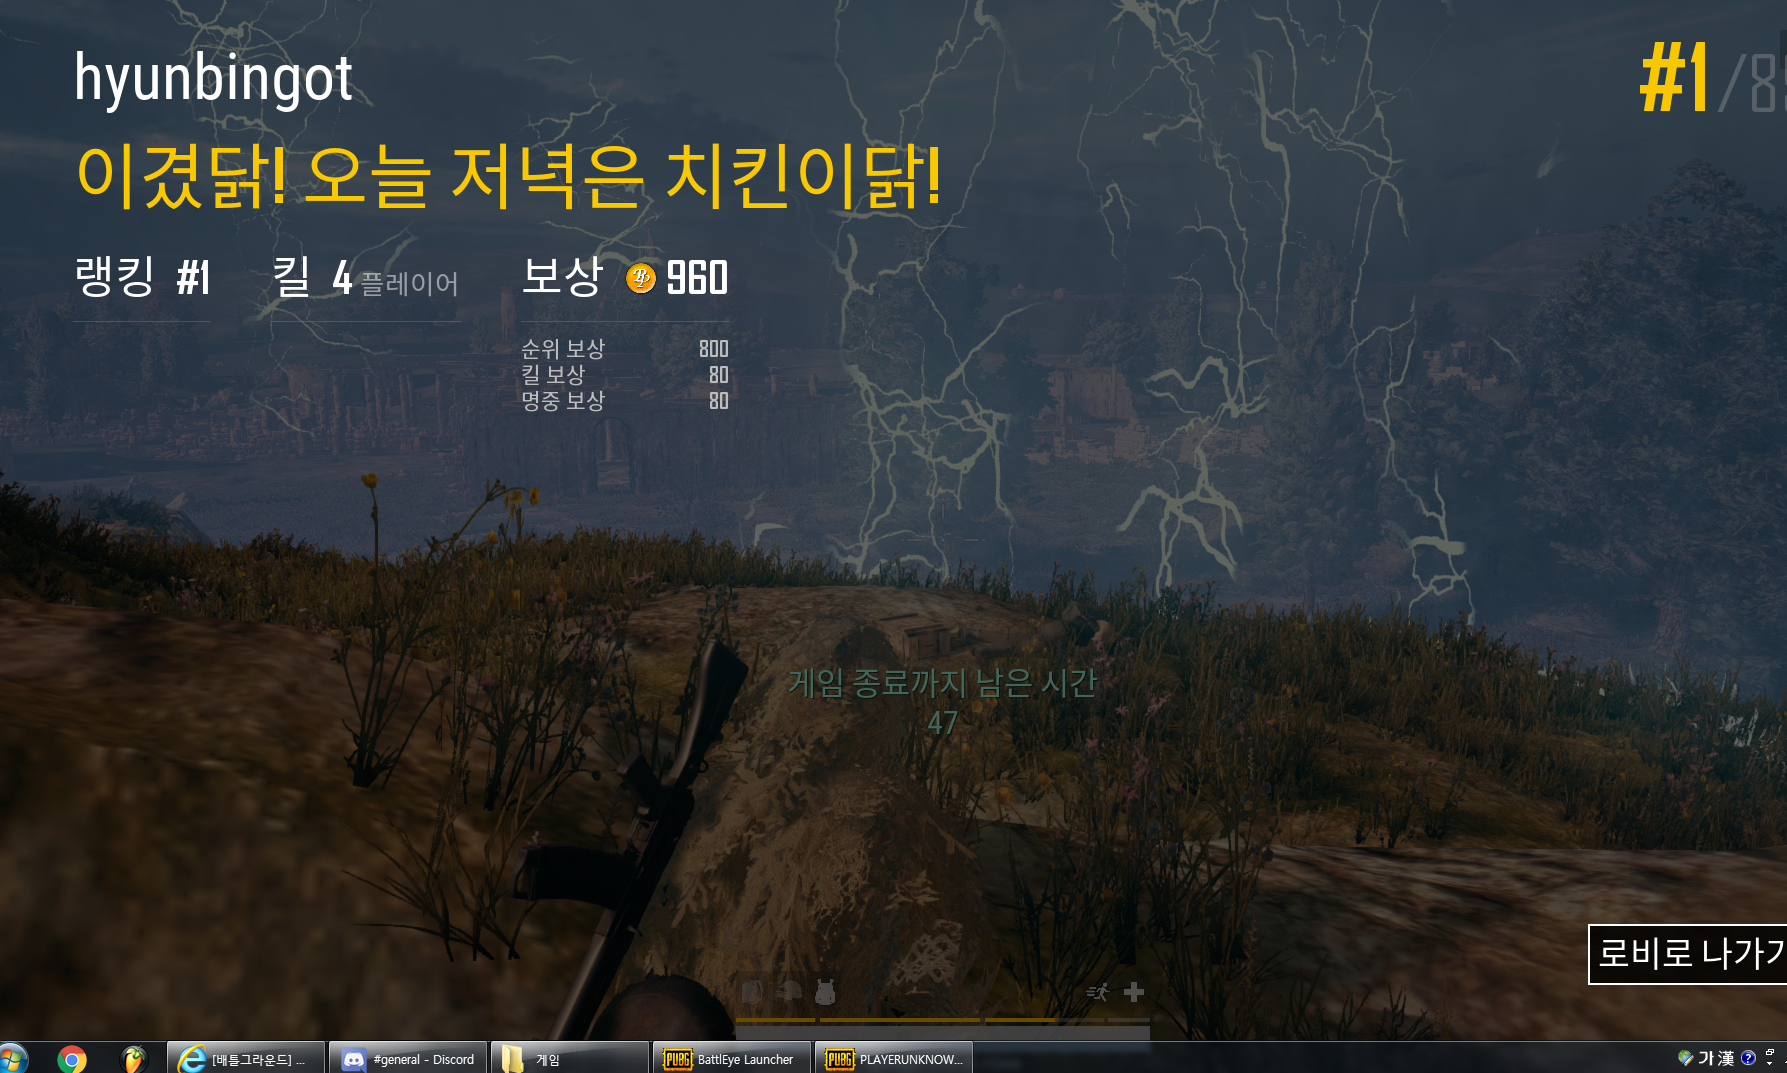 hyunbingot
#1
이겼닭! 오늘 저녁은 치킨이닭!
랭킹 #1 킬 4 플레이어 보상 960
순위 보상 800
킬 보상 80
명중 보상 80
게임 종료까지 남은 시간
47
로비로 나가기
[배틀그라운드] ... #general - Discord 게임 BattlEye Launcher PLAYERUNKNOW... 가 漢